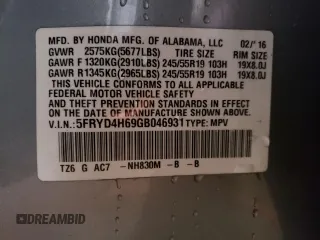 MFD. BY HONDA MFG. OF ALABAMA, LLC 02/'16
GVWR 2575KG(5677LBS) TIRE SIZE RIM SIZE
GAWR F 1320KG(2910LBS) 245/55R19 103H 19X8.0J
GAWR R1345KG(2965LBS) 245/55R19 103H 19X8.0J
THIS VEHICLE CONFORMS TO ALL APPLICABLE
FEDERAL MOTOR VEHICLE SAFETY AND
THEFT PREVENTION STANDARDS IN EFFECT ON THE
DATE OF MANUFACTURE SHOWN ABOVE.
V.I.N.: 5FRYD4H69GB046931 TYPE: MPV
TZ6 G AC7 -NH830M -B -B
DREAMBID